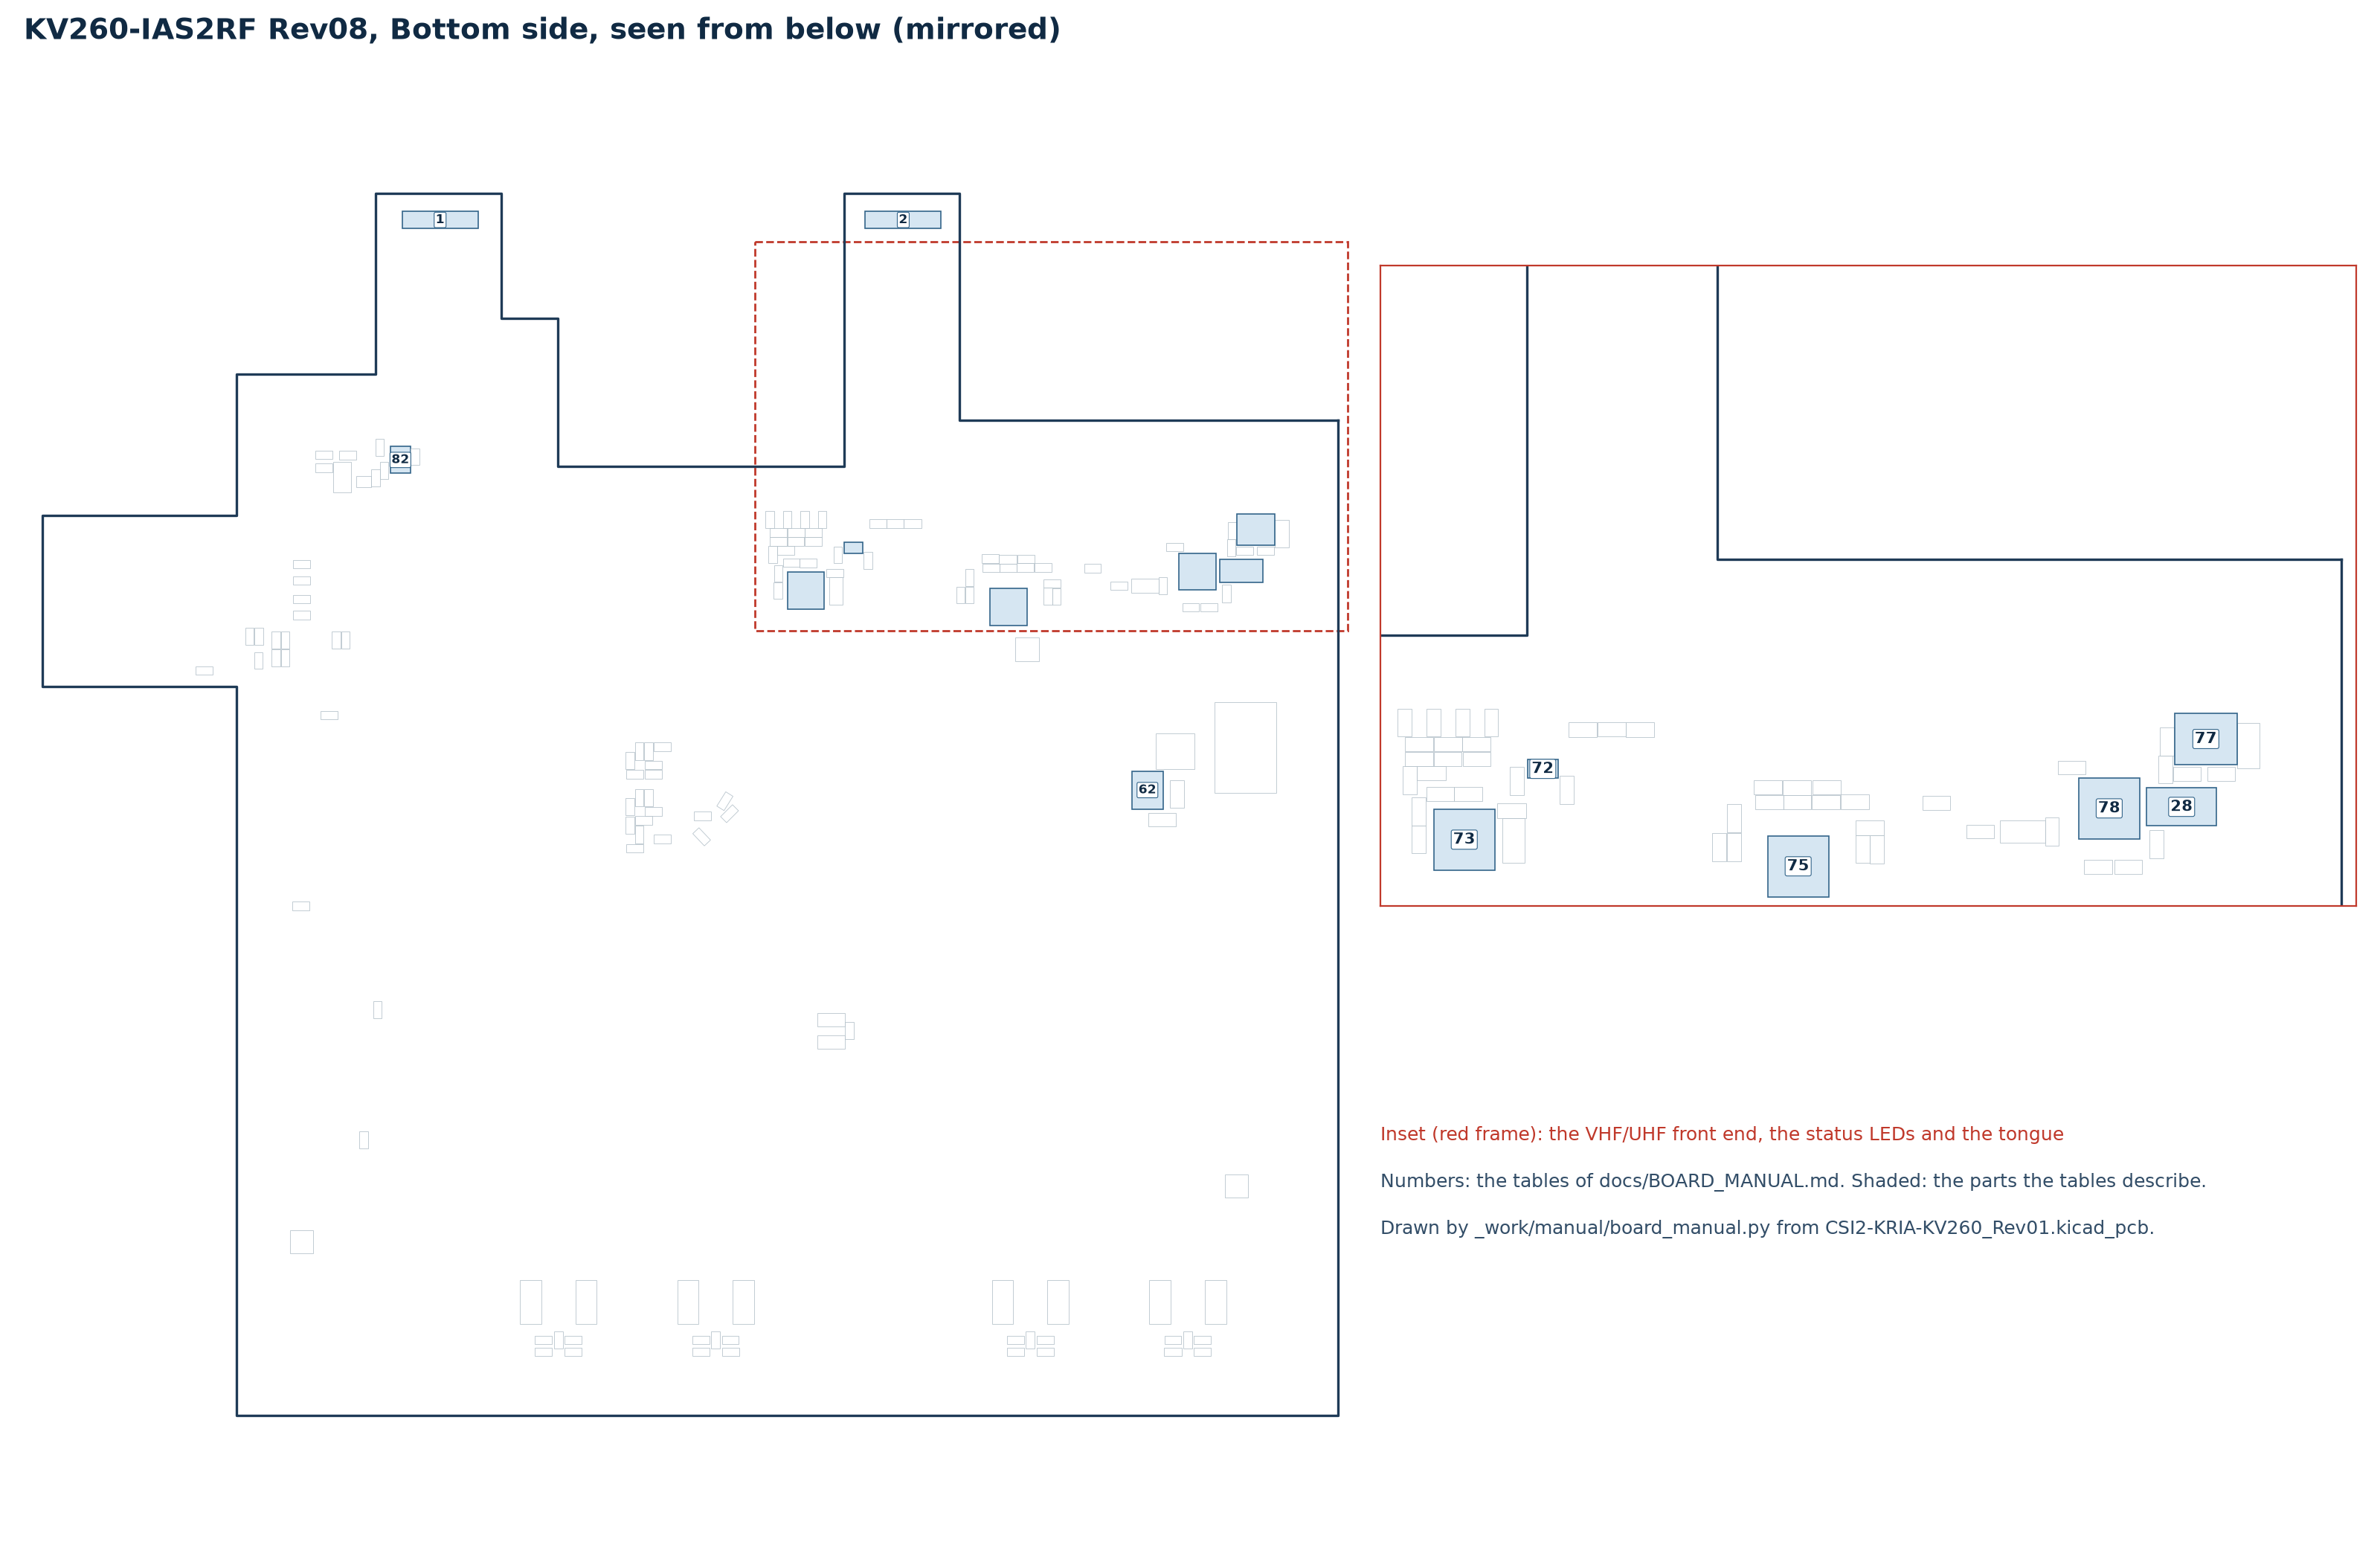 KV260-IAS2RF Rev08, Bottom side, seen from below (mirrored)
1
2
82
62
77
72
78
28
73
75
Inset (red frame): the VHF/UHF front end, the status LEDs and the tongue
Numbers: the tables of docs/BOARD_MANUAL.md. Shaded: the parts the tables describe.
Drawn by _work/manual/board_manual.py from CSI2-KRIA-KV260_Rev01.kicad_pcb.